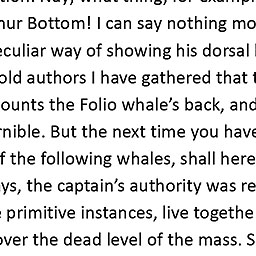 hur Bottom! I can say nothing mo
eculiar way of showing his dorsal
old authors I have gathered that
ounts the Folio whale's back, and
rnible. But the next time you have
f the following whales, shall here
ys, the captain's authority was re
primitive instances, live togethe
over the dead level of the mass. S